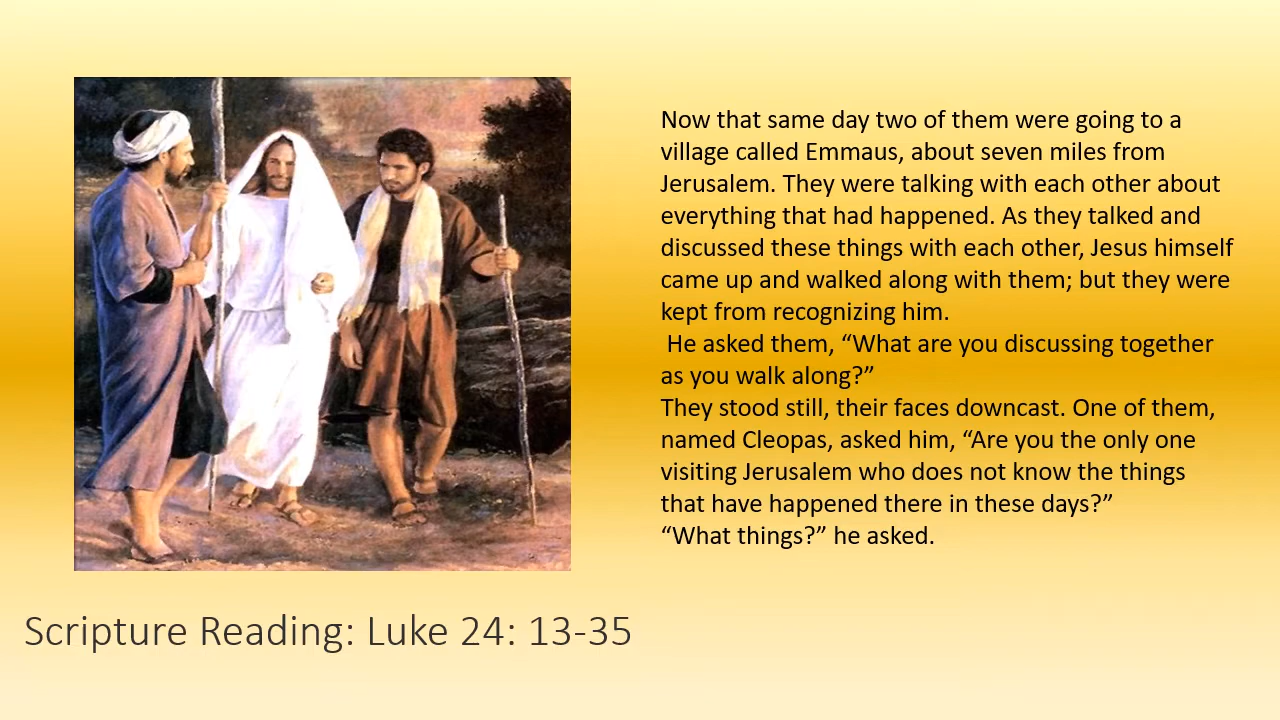 Now that same day two of them were going to a
village called Emmaus, about seven miles from
Jerusalem. They were talking with each other about
everything that had happened. As they talked and
discussed these things with each other, Jesus himself
came up and walked along with them; but they were
kept from recognizing him.
He asked them, “What are you discussing together
as you walk along?”
They stood still, their faces downcast. One of them,
named Cleopas, asked him, “Are you the only one
visiting Jerusalem who does not know the things
that have happened there in these days?”
“What things?” he asked.
Scripture Reading: Luke 24: 13-35